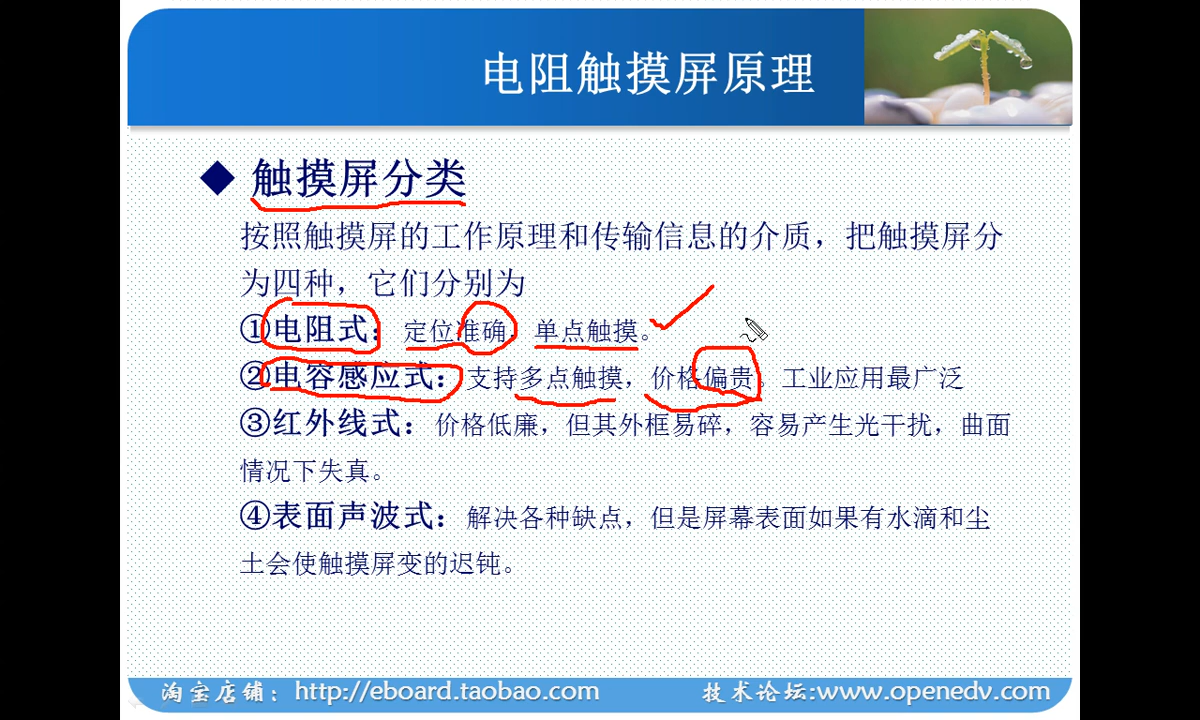 电阻触摸屏原理
触摸屏分类
按照触摸屏的工作原理和传输信息的介质，把触摸屏分
为四种，它们分别为
①电阻式：定位准确，单点触摸。
②电容感应式：支持多点触摸，价格偏贵。工业应用最广泛
③红外线式：价格低廉，但其外框易碎，容易产生光干扰，曲面
情况下失真。
④表面声波式：解决各种缺点，但是屏幕表面如果有水滴和尘
土会使触摸屏变的迟钝。
淘宝店铺：http://eboard.taobao.com 技术论坛:www.openedv.com